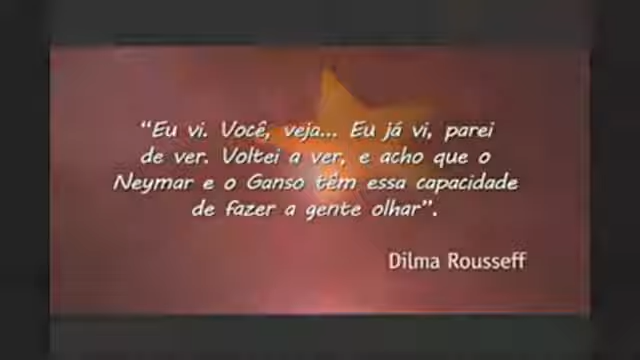 “Eu vi. Você, veja... Eu já vi, parei
de ver. Voltei a ver, e acho que o
Neymar e o Ganso têm essa capacidade
de fazer a gente olhar”.
Dilma Rousseff